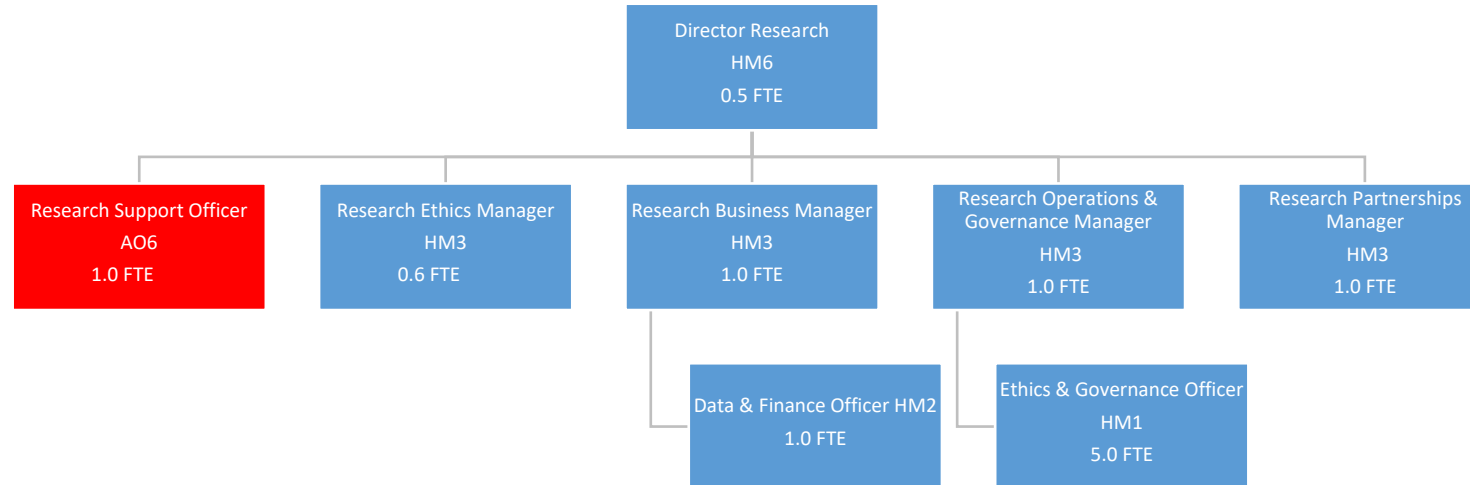 Director Research
HM6
0.5 FTE
Research Support Officer
AO6
1.0 FTE
Research Ethics Manager
HM3
0.6 FTE
Research Business Manager
HM3
1.0 FTE
Research Operations &
Governance Manager
HM3
1.0 FTE
Research Partnerships
Manager
HM3
1.0 FTE
Data & Finance Officer HM2
1.0 FTE
Ethics & Governance Officer
HM1
5.0 FTE